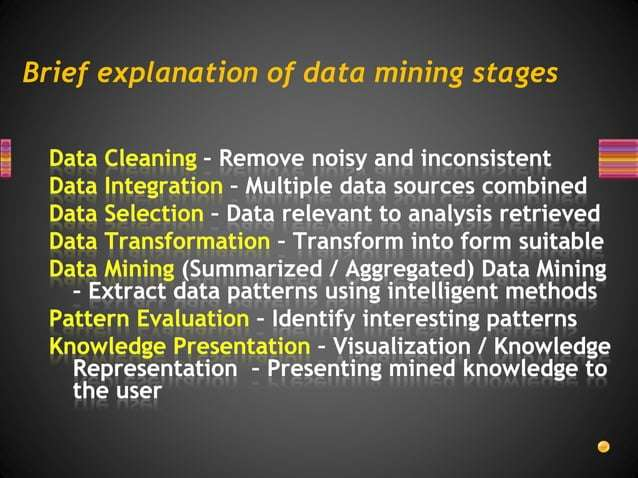 Brief explanation of data mining stages
Data Cleaning – Remove noisy and inconsistent
Data Integration – Multiple data sources combined
Data Selection – Data relevant to analysis retrieved
Data Transformation – Transform into form suitable
Data Mining (Summarized / Aggregated) Data Mining
– Extract data patterns using intelligent methods
Pattern Evaluation – Identify interesting patterns
Knowledge Presentation – Visualization / Knowledge
Representation – Presenting mined knowledge to
the user